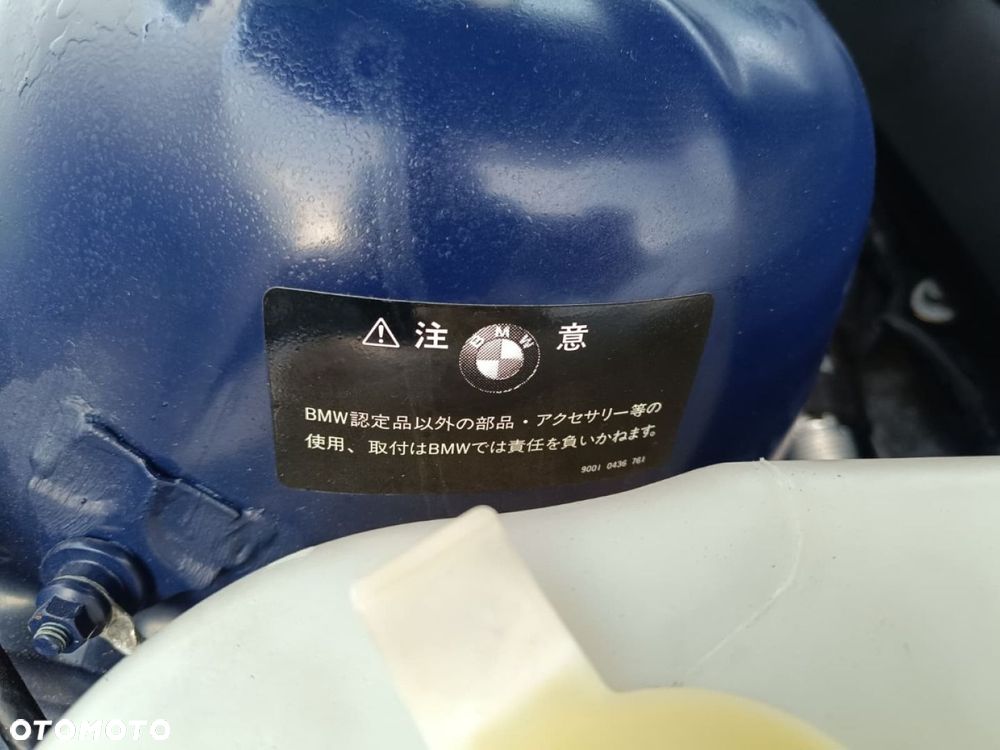 ⚠ 注 BMW 意
BMW認定品以外の部品・アクセサリー等の
使用、取付はBMWでは責任を負いかねます。
9001 0436 761
OTOMOTO